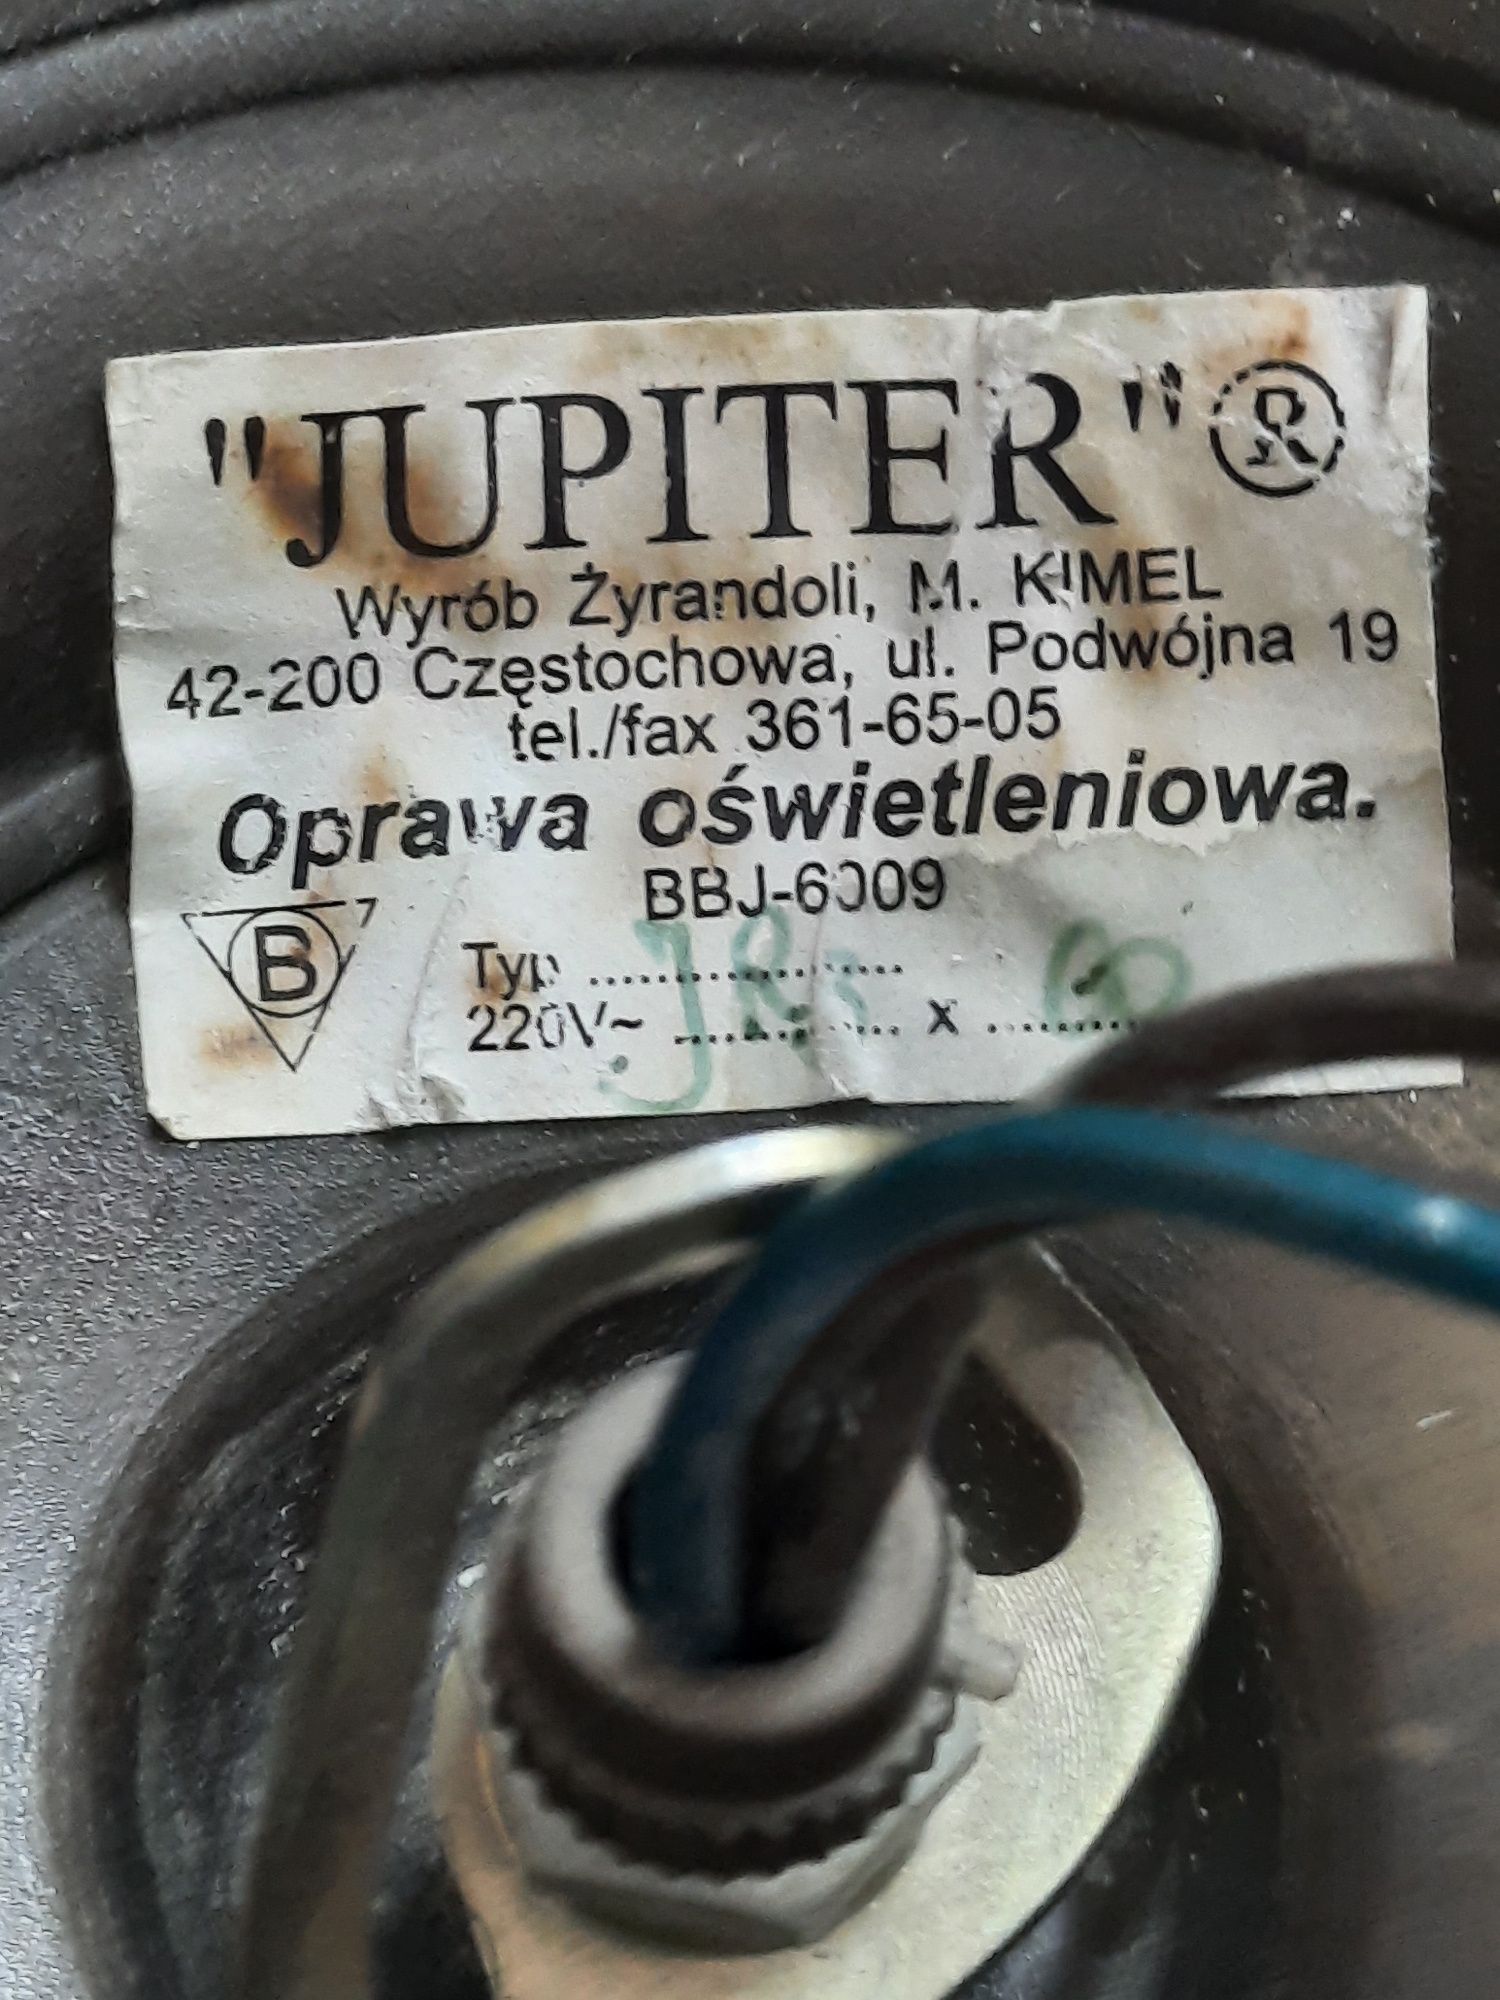 "JUPITER"®
Wyrób Żyrandoli, M. KIMEL
42-200 Częstochowa, ul. Podwójna 19
tel./fax 361-65-05
Oprawa oświetleniowa.
BBJ-6009
B
Typ ....................
220V~ .................... x ....................